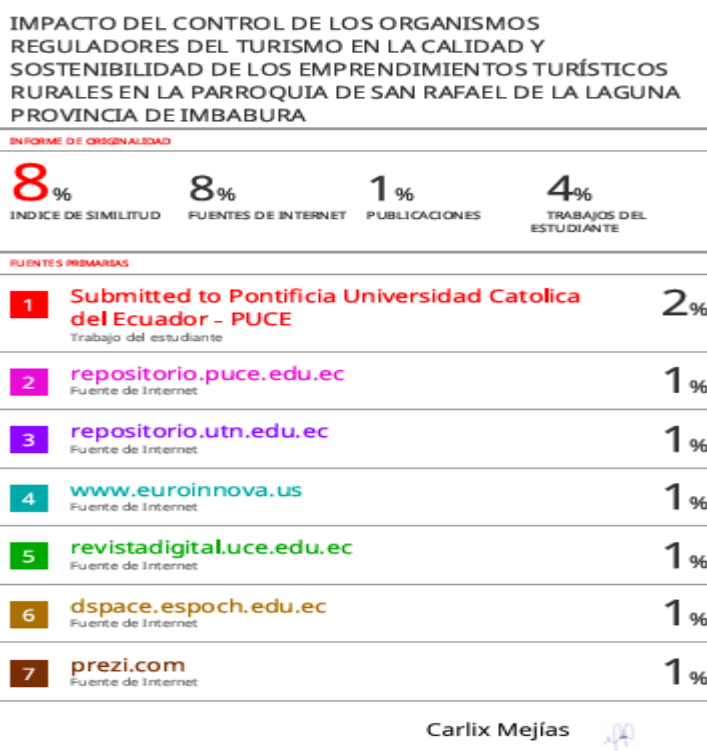 IMPACTO DEL CONTROL DE LOS ORGANISMOS
REGULADORES DEL TURISMO EN LA CALIDAD Y
SOSTENIBILIDAD DE LOS EMPRENDIMIENTOS TURÍSTICOS
RURALES EN LA PARROQUIA DE SAN RAFAEL DE LA LAGUNA
PROVINCIA DE IMBABURA
INFORME DE ORIGINALIDAD
8% 8% 1% 4%
INDICE DE SIMILITUD FUENTES DE INTERNET PUBLICACIONES TRABAJOS DEL
ESTUDIANTE
FUENTES PRIMARIAS
1 Submitted to Pontificia Universidad Catolica 2%
del Ecuador - PUCE
Trabajo del estudiante
2 repositorio.puce.edu.ec 1%
Fuente de Internet
3 repositorio.utn.edu.ec 1%
Fuente de Internet
4 www.euroinnova.us 1%
Fuente de Internet
5 revistadigital.uce.edu.ec 1%
Fuente de Internet
6 dspace.espoch.edu.ec 1%
Fuente de Internet
7 prezi.com 1%
Fuente de Internet
Carlix Mejías